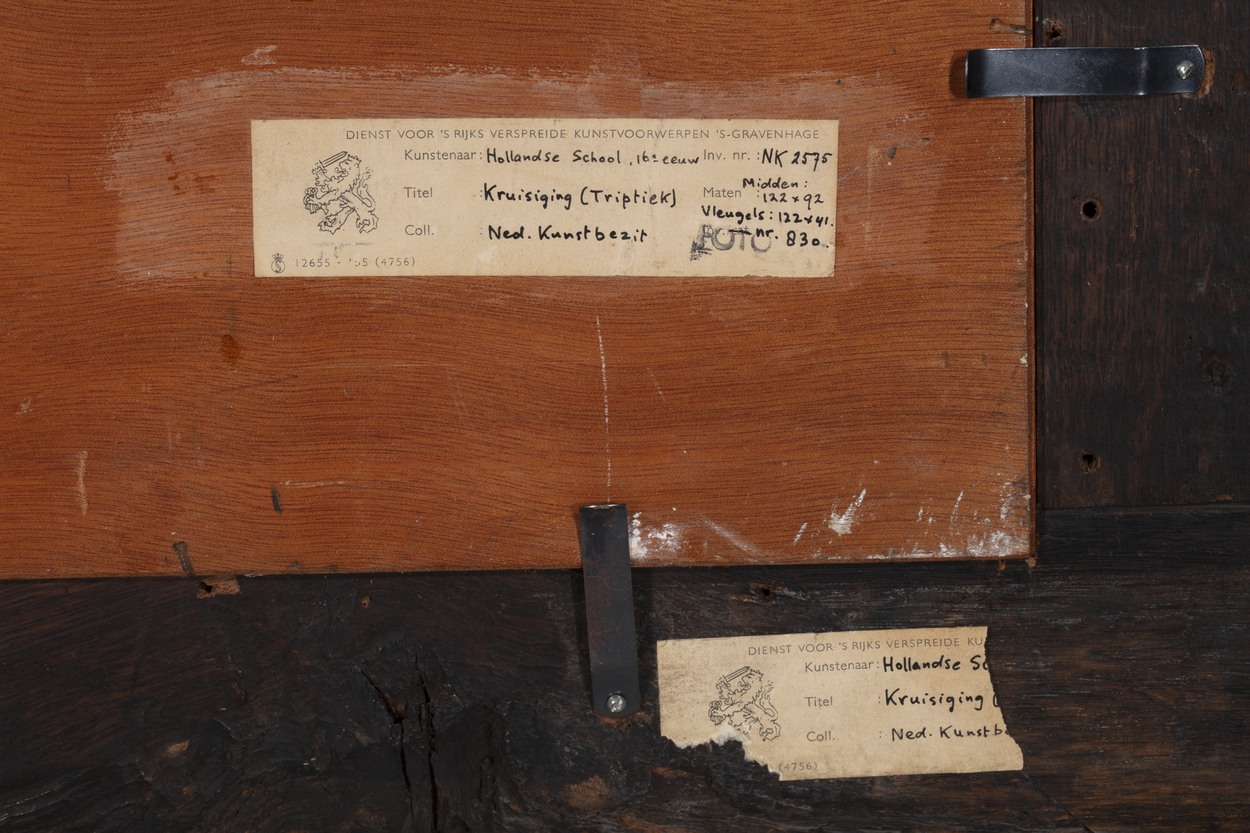 DIENST VOOR 'S RIJKS VERSPREIDE KUNSTVOORWERPEN 'S-GRAVENHAGE
Kunstenaar: Hollandse School, 16e eeuw Inv. nr.: NK 2575
Titel : Kruisiging (Triptiek) Maten Midden: 122 x 92
Vleugels: 122 x 41.
Coll. : Ned. Kunstbezit FOTO nr. 830.
12655 - '55 (4756)
DIENST VOOR 'S RIJKS VERSPREIDE KU
Kunstenaar: Hollandse Sc
Titel : Kruisiging (
Coll. : Ned. Kunstb
(4756)